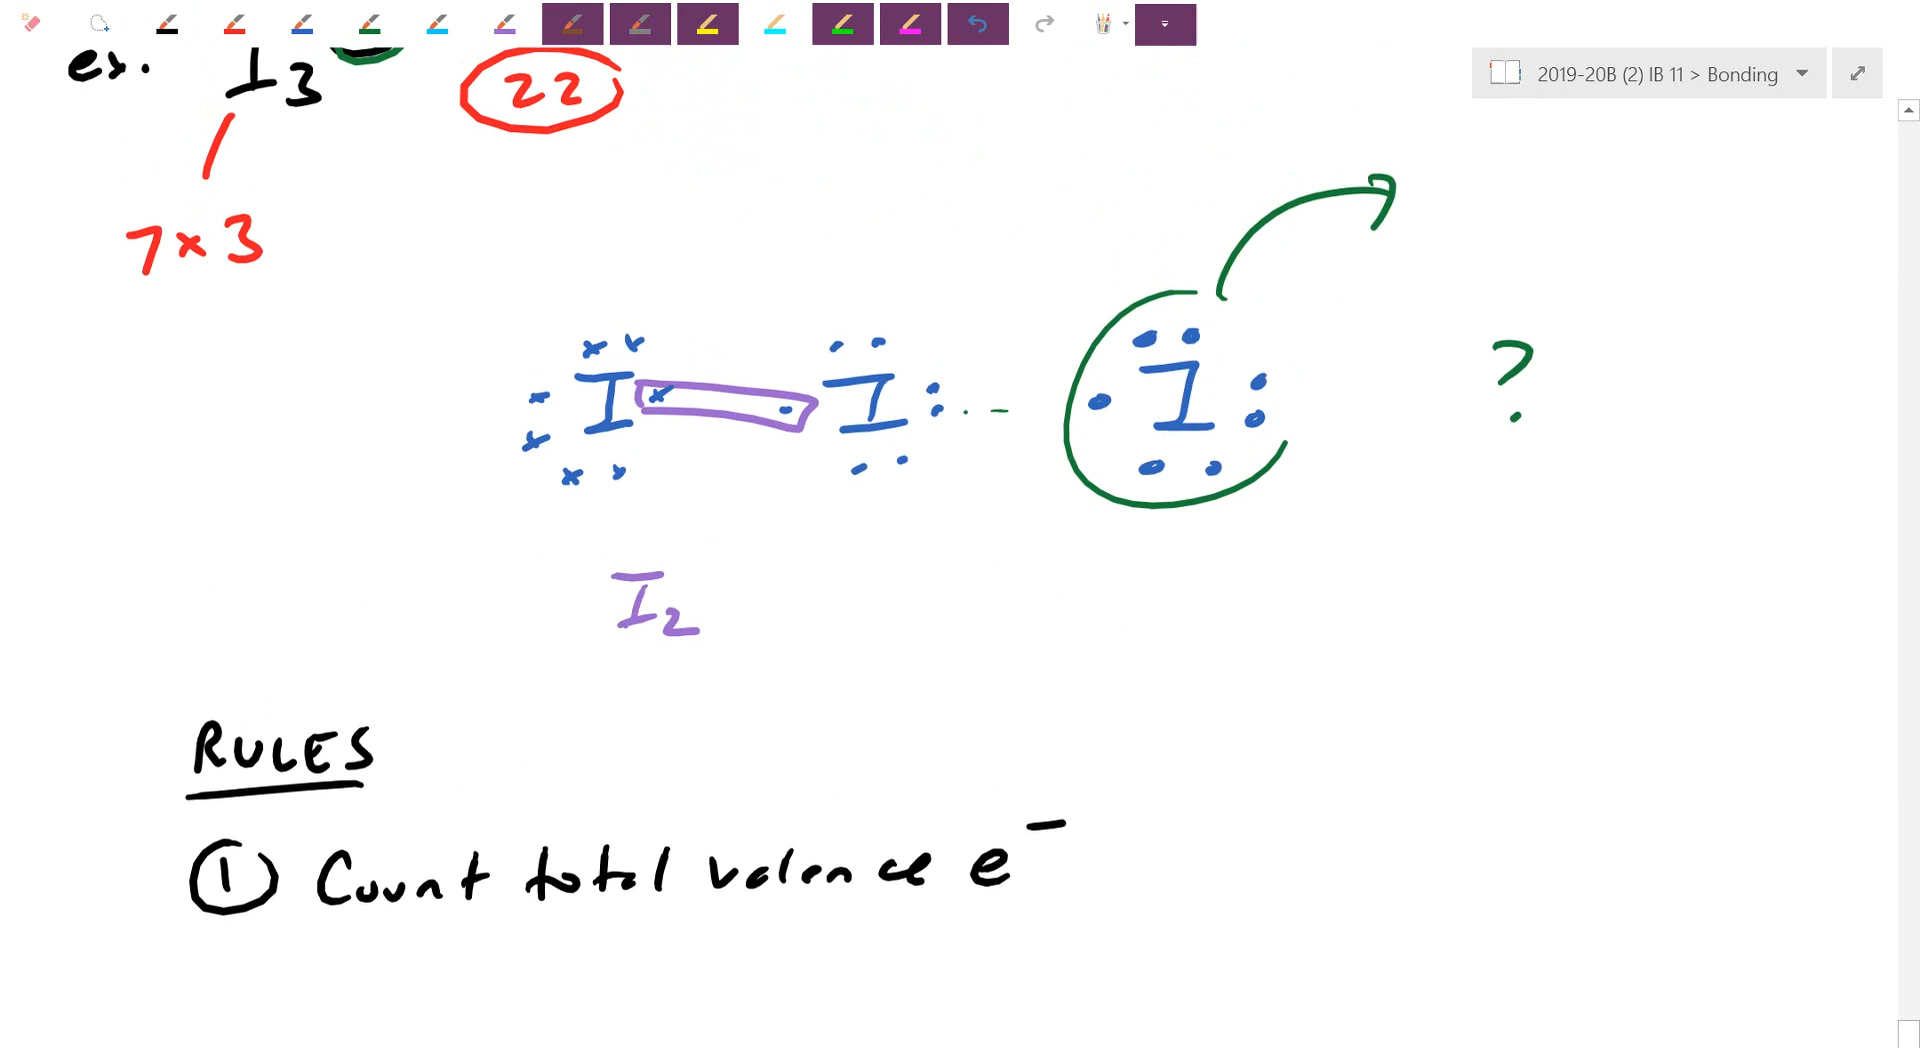 2019-20B (2) IB 11 > Bonding
ex. I3 22
7 x 3
I I I ?
I2
RULES
① Count total valence e⁻